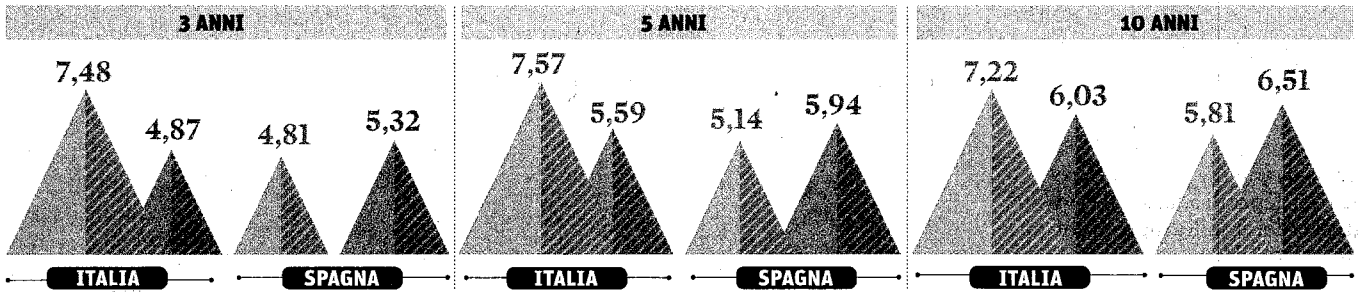 3 ANNI
7,48
4,87
4,81
5,32
ITALIA
SPAGNA
5 ANNI
7,57
5,59
5,14
5,94
ITALIA
SPAGNA
10 ANNI
7,22
6,03
5,81
6,51
ITALIA
SPAGNA